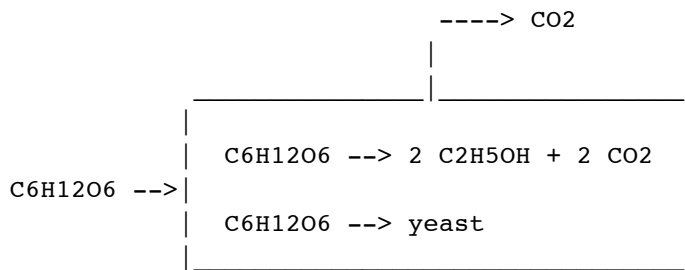 ----> CO2
C6H12O6 --> 2 C2H5OH + 2 CO2
C6H12O6 -->
C6H12O6 --> yeast